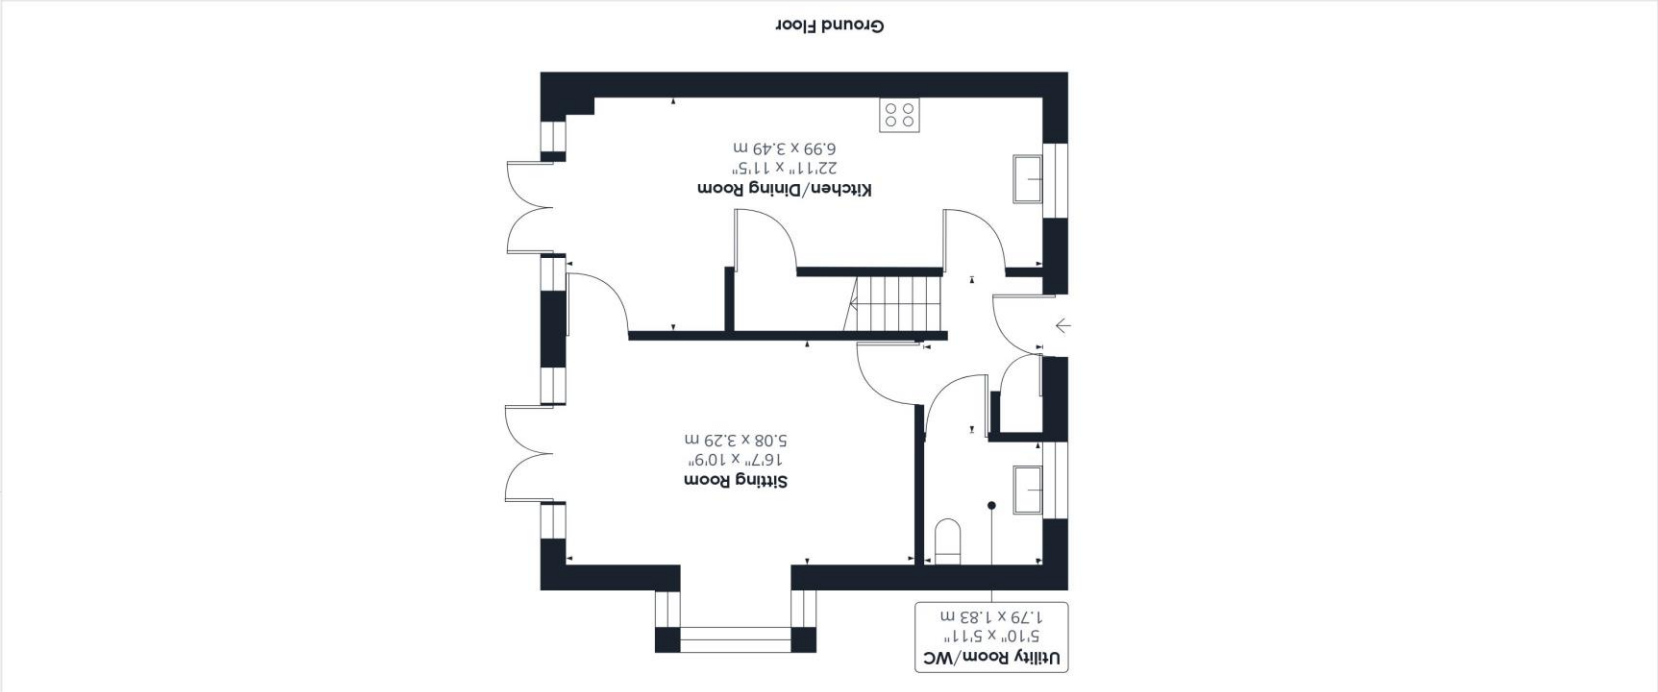 Utility Room/WC
5'10" x 5'11"
1.79 x 1.83 m
Sitting Room
16'7" x 10'9"
5.08 x 3.29 m
Kitchen/Dining Room
22'11" x 11'5"
6.99 x 3.49 m
Ground Floor